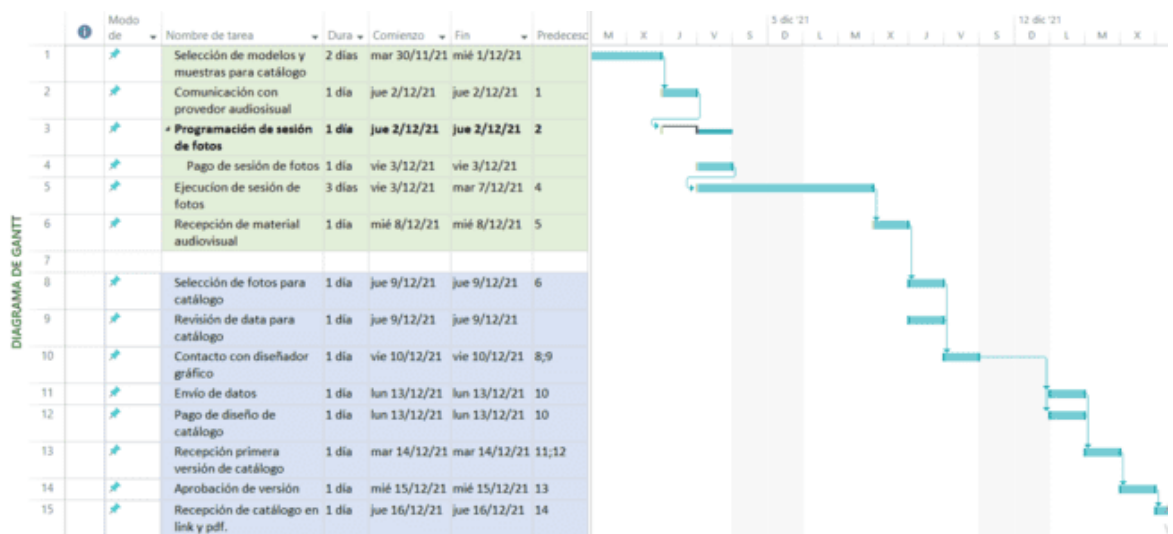 DIAGRAMA DE GANTT
Modo de
Nombre de tarea
Dura
Comienzo
Fin
Predecesc
5 dic '21
12 dic '21
M X J V S D L M X J V S D L M X
1 Selección de modelos y muestras para catálogo 2 días mar 30/11/21 mié 1/12/21
2 Comunicación con provedor audiosisual 1 día jue 2/12/21 jue 2/12/21 1
3 Programación de sesión de fotos 1 día jue 2/12/21 jue 2/12/21 2
4 Pago de sesión de fotos 1 día vie 3/12/21 vie 3/12/21
5 Ejecucíon de sesión de fotos 3 días vie 3/12/21 mar 7/12/21 4
6 Recepción de material audiovisual 1 día mié 8/12/21 mié 8/12/21 5
7
8 Selección de fotos para catálogo 1 día jue 9/12/21 jue 9/12/21 6
9 Revisión de data para catálogo 1 día jue 9/12/21 jue 9/12/21
10 Contacto con diseñador gráfico 1 día vie 10/12/21 vie 10/12/21 8;9
11 Envío de datos 1 día lun 13/12/21 lun 13/12/21 10
12 Pago de diseño de catálogo 1 día lun 13/12/21 lun 13/12/21 10
13 Recepción primera versión de catálogo 1 día mar 14/12/21 mar 14/12/21 11;12
14 Aprobación de versión 1 día mié 15/12/21 mié 15/12/21 13
15 Recepción de catálogo en link y pdf. 1 día jue 16/12/21 jue 16/12/21 14